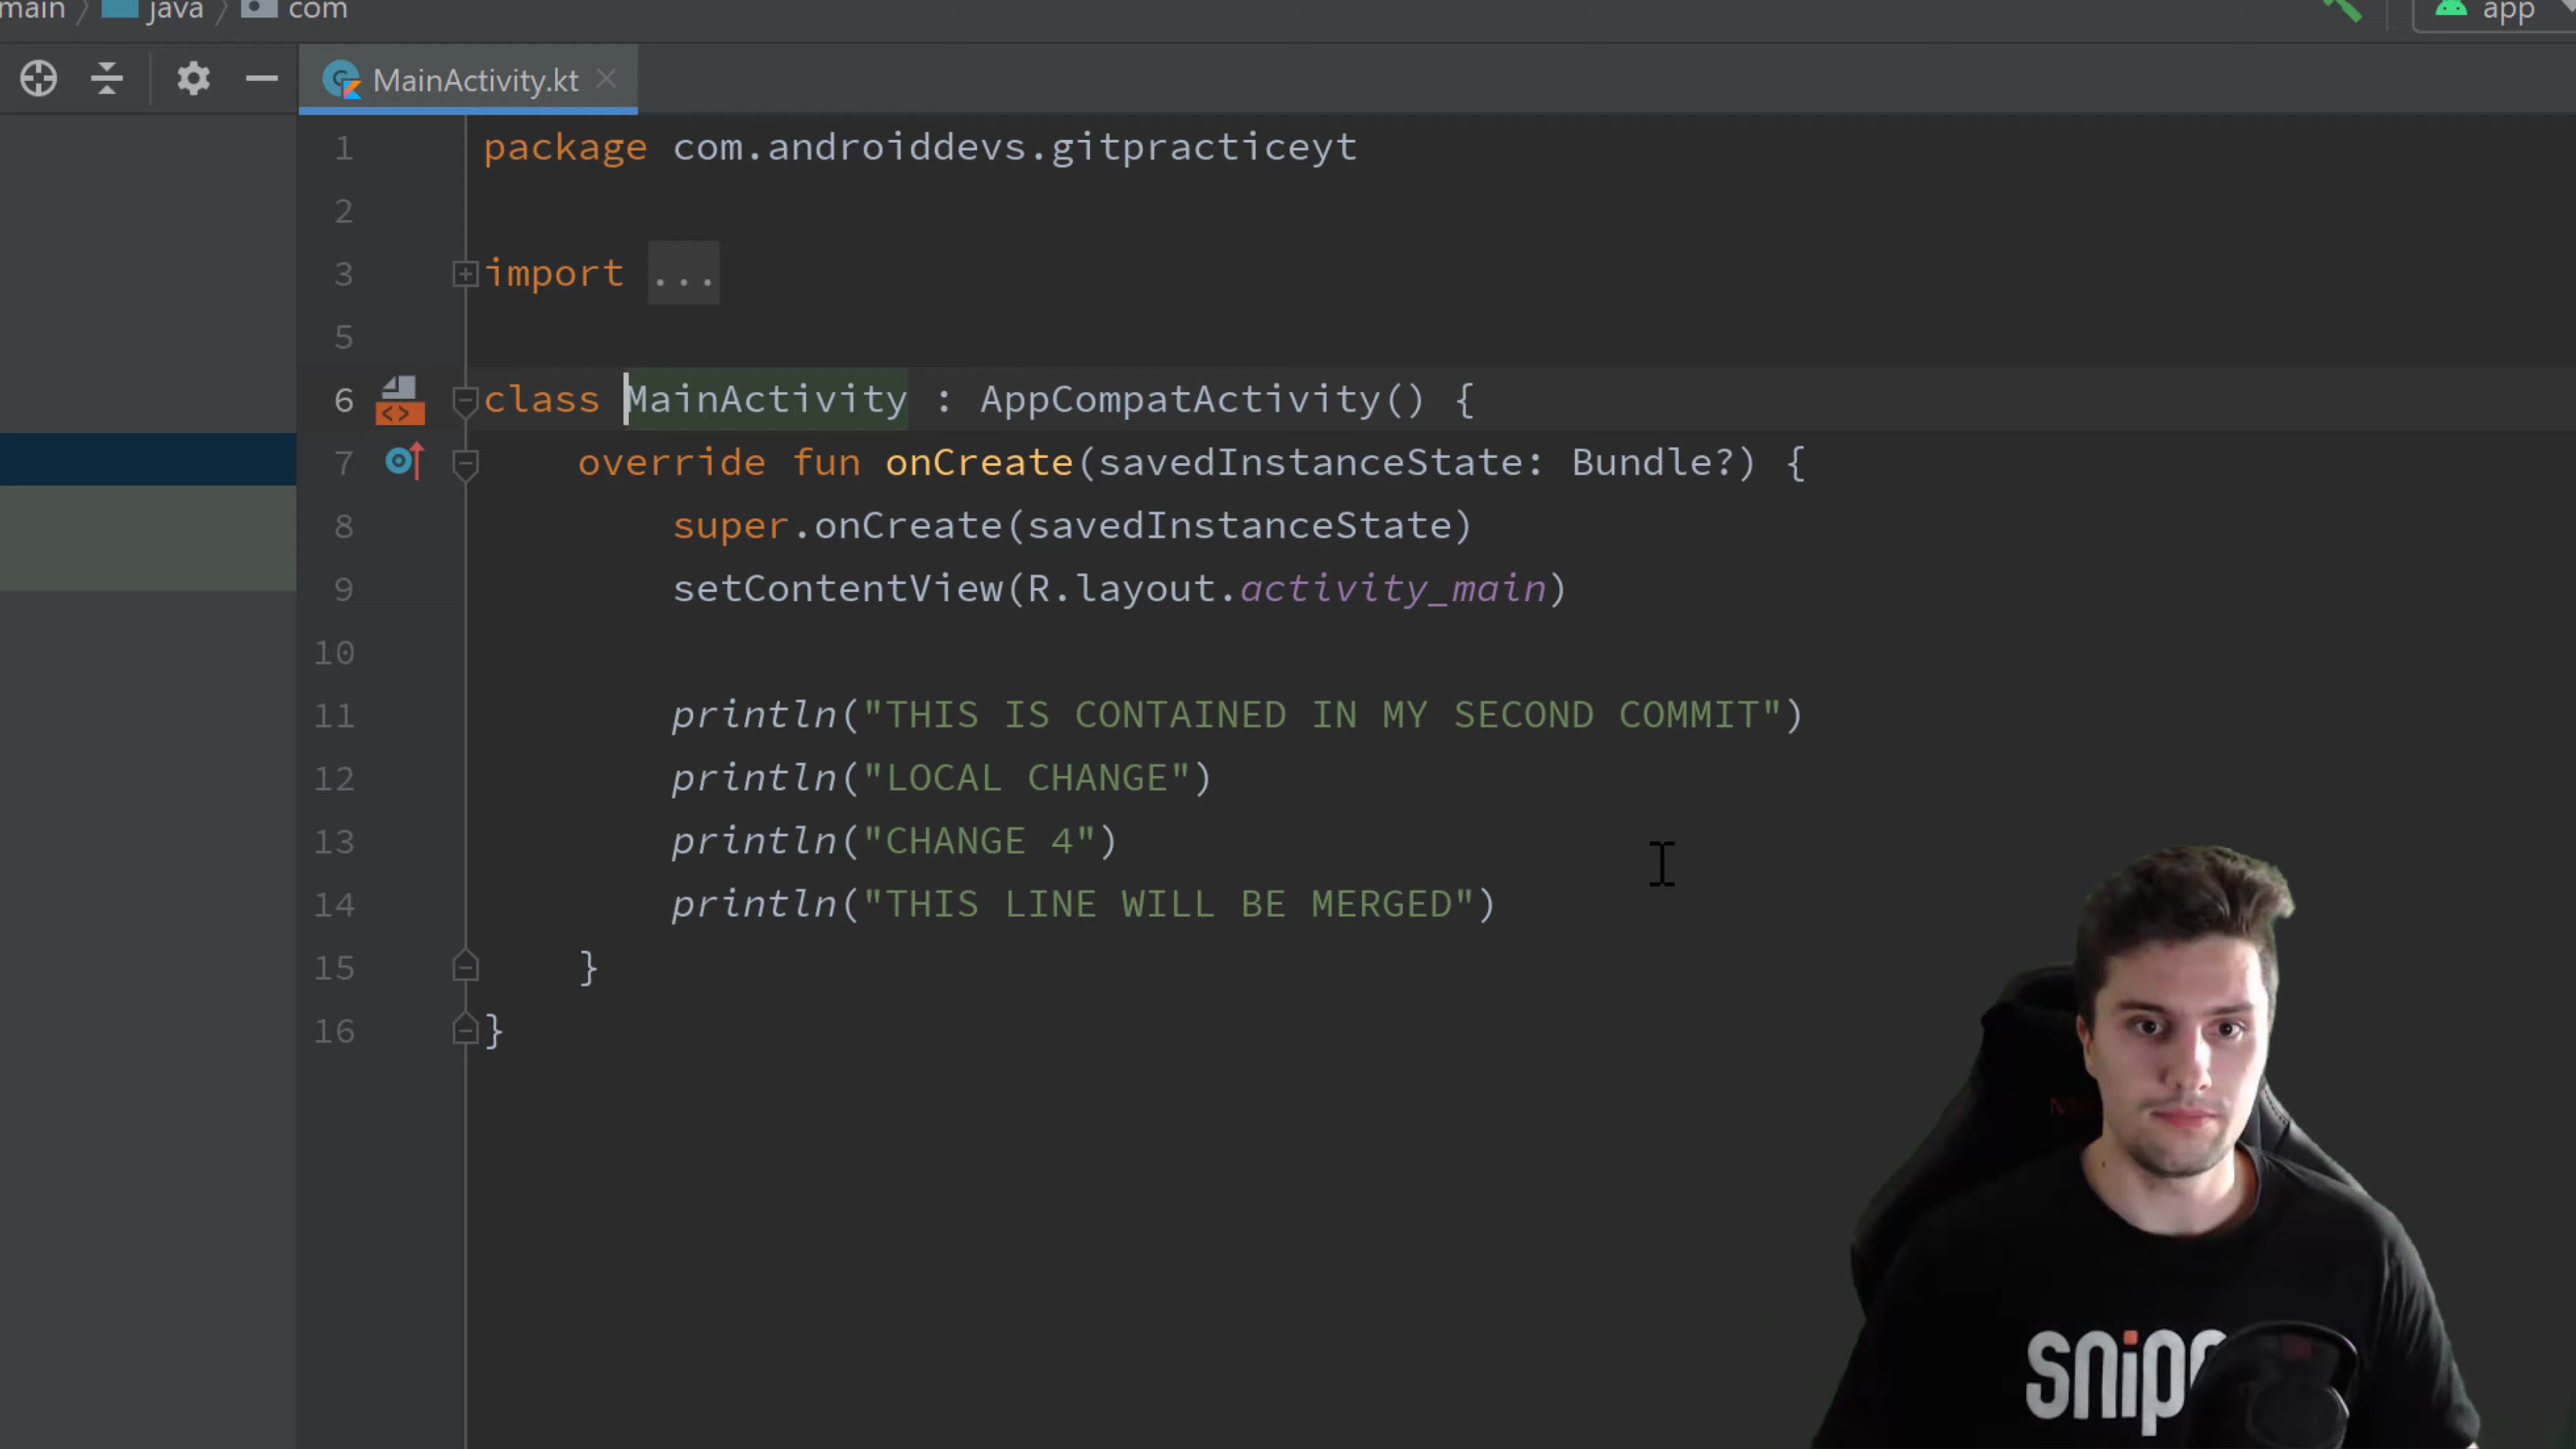 main
java
com
app
MainActivity.kt
1 package com.androiddevs.gitpracticeyt
2
3 import ...
5
6 class MainActivity : AppCompatActivity() {
7 override fun onCreate(savedInstanceState: Bundle?) {
8 super.onCreate(savedInstanceState)
9 setContentView(R.layout.activity_main)
10
11 println("THIS IS CONTAINED IN MY SECOND COMMIT")
12 println("LOCAL CHANGE")
13 println("CHANGE 4")
14 println("THIS LINE WILL BE MERGED")
15 }
16 }